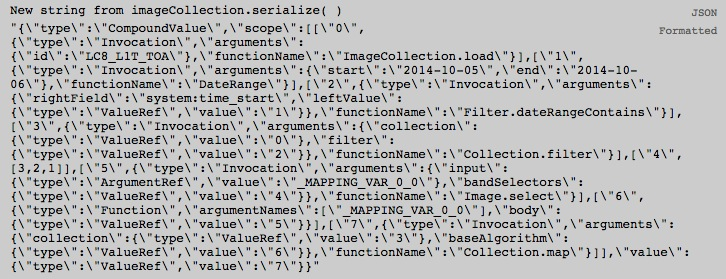 New string from imageCollection.serialize( )
JSON
"{\"type\":\"CompoundValue\",\"scope\":[[\"0\",
Formatted
{\"type\":\"Invocation\",\"arguments\":
{\"id\":\"LC8_L1T_TOA\"},\"functionName\":\"ImageCollection.load\"}],[\"1\",
{\"type\":\"Invocation\",\"arguments\":{\"start\":\"2014-10-05\",\"end\":\"2014-10-
06\"},\"functionName\":\"DateRange\"}],[\"2\",{\"type\":\"Invocation\",\"arguments\":
{\"rightField\":\"system:time_start\",\"leftValue\":
{\"type\":\"ValueRef\",\"value\":\"1\"}},\"functionName\":\"Filter.dateRangeContains\"}],
[\"3\",{\"type\":\"Invocation\",\"arguments\":{\"collection\":
{\"type\":\"ValueRef\",\"value\":\"0\"},\"filter\":
{\"type\":\"ValueRef\",\"value\":\"2\"}},\"functionName\":\"Collection.filter\"}],[\"4\",
[3,2,1]],[\"5\",{\"type\":\"Invocation\",\"arguments\":{\"input\":
{\"type\":\"ArgumentRef\",\"value\":\"_MAPPING_VAR_0_0\"},\"bandSelectors\":
{\"type\":\"ValueRef\",\"value\":\"4\"}},\"functionName\":\"Image.select\"}],[\"6\",
{\"type\":\"Function\",\"argumentNames\":[\"_MAPPING_VAR_0_0\"],\"body\":
{\"type\":\"ValueRef\",\"value\":\"5\"}}],[\"7\",{\"type\":\"Invocation\",\"arguments\":
{\"collection\":{\"type\":\"ValueRef\",\"value\":\"3\"},\"baseAlgorithm\":
{\"type\":\"ValueRef\",\"value\":\"6\"}},\"functionName\":\"Collection.map\"}]],\"value\":
{\"type\":\"ValueRef\",\"value\":\"7\"}}"